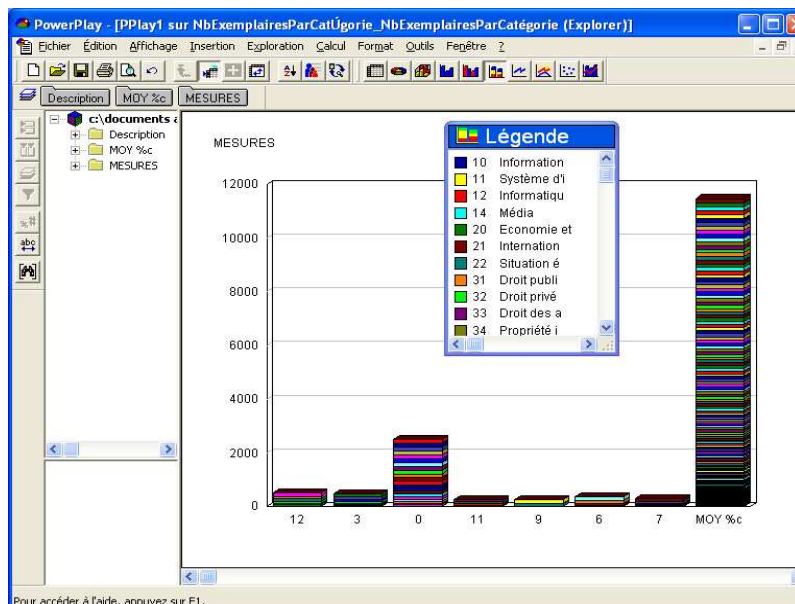 PowerPlay - [PPlay1 sur NbExemplairesParCatÚgorie_NbExemplairesParCatégorie (Explorer)]
Fichier Édition Affichage Insertion Exploration Calcul Format Outils Fenêtre ?
Description MOY %c MESURES
c:\documents a
Description
MOY %c
MESURES
MESURES
Légende
10 Information
11 Système d'i
12 Informatiqu
14 Média
20 Economie et
21 Internation
22 Situation é
31 Droit publi
32 Droit privé
33 Droit des a
34 Propriété i
12000
10000
8000
6000
4000
2000
0
12 3 0 11 9 6 7 MOY %c
Pour accéder à l'aide, appuyez sur F1.